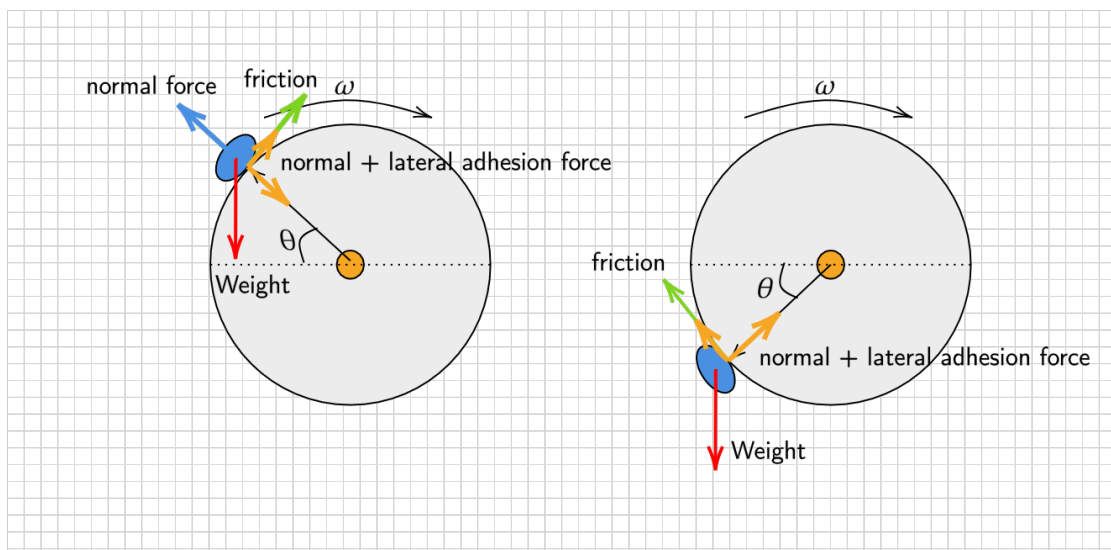 normal force
friction
ω
normal + lateral adhesion force
θ
Weight
ω
friction
θ
normal + lateral adhesion force
Weight